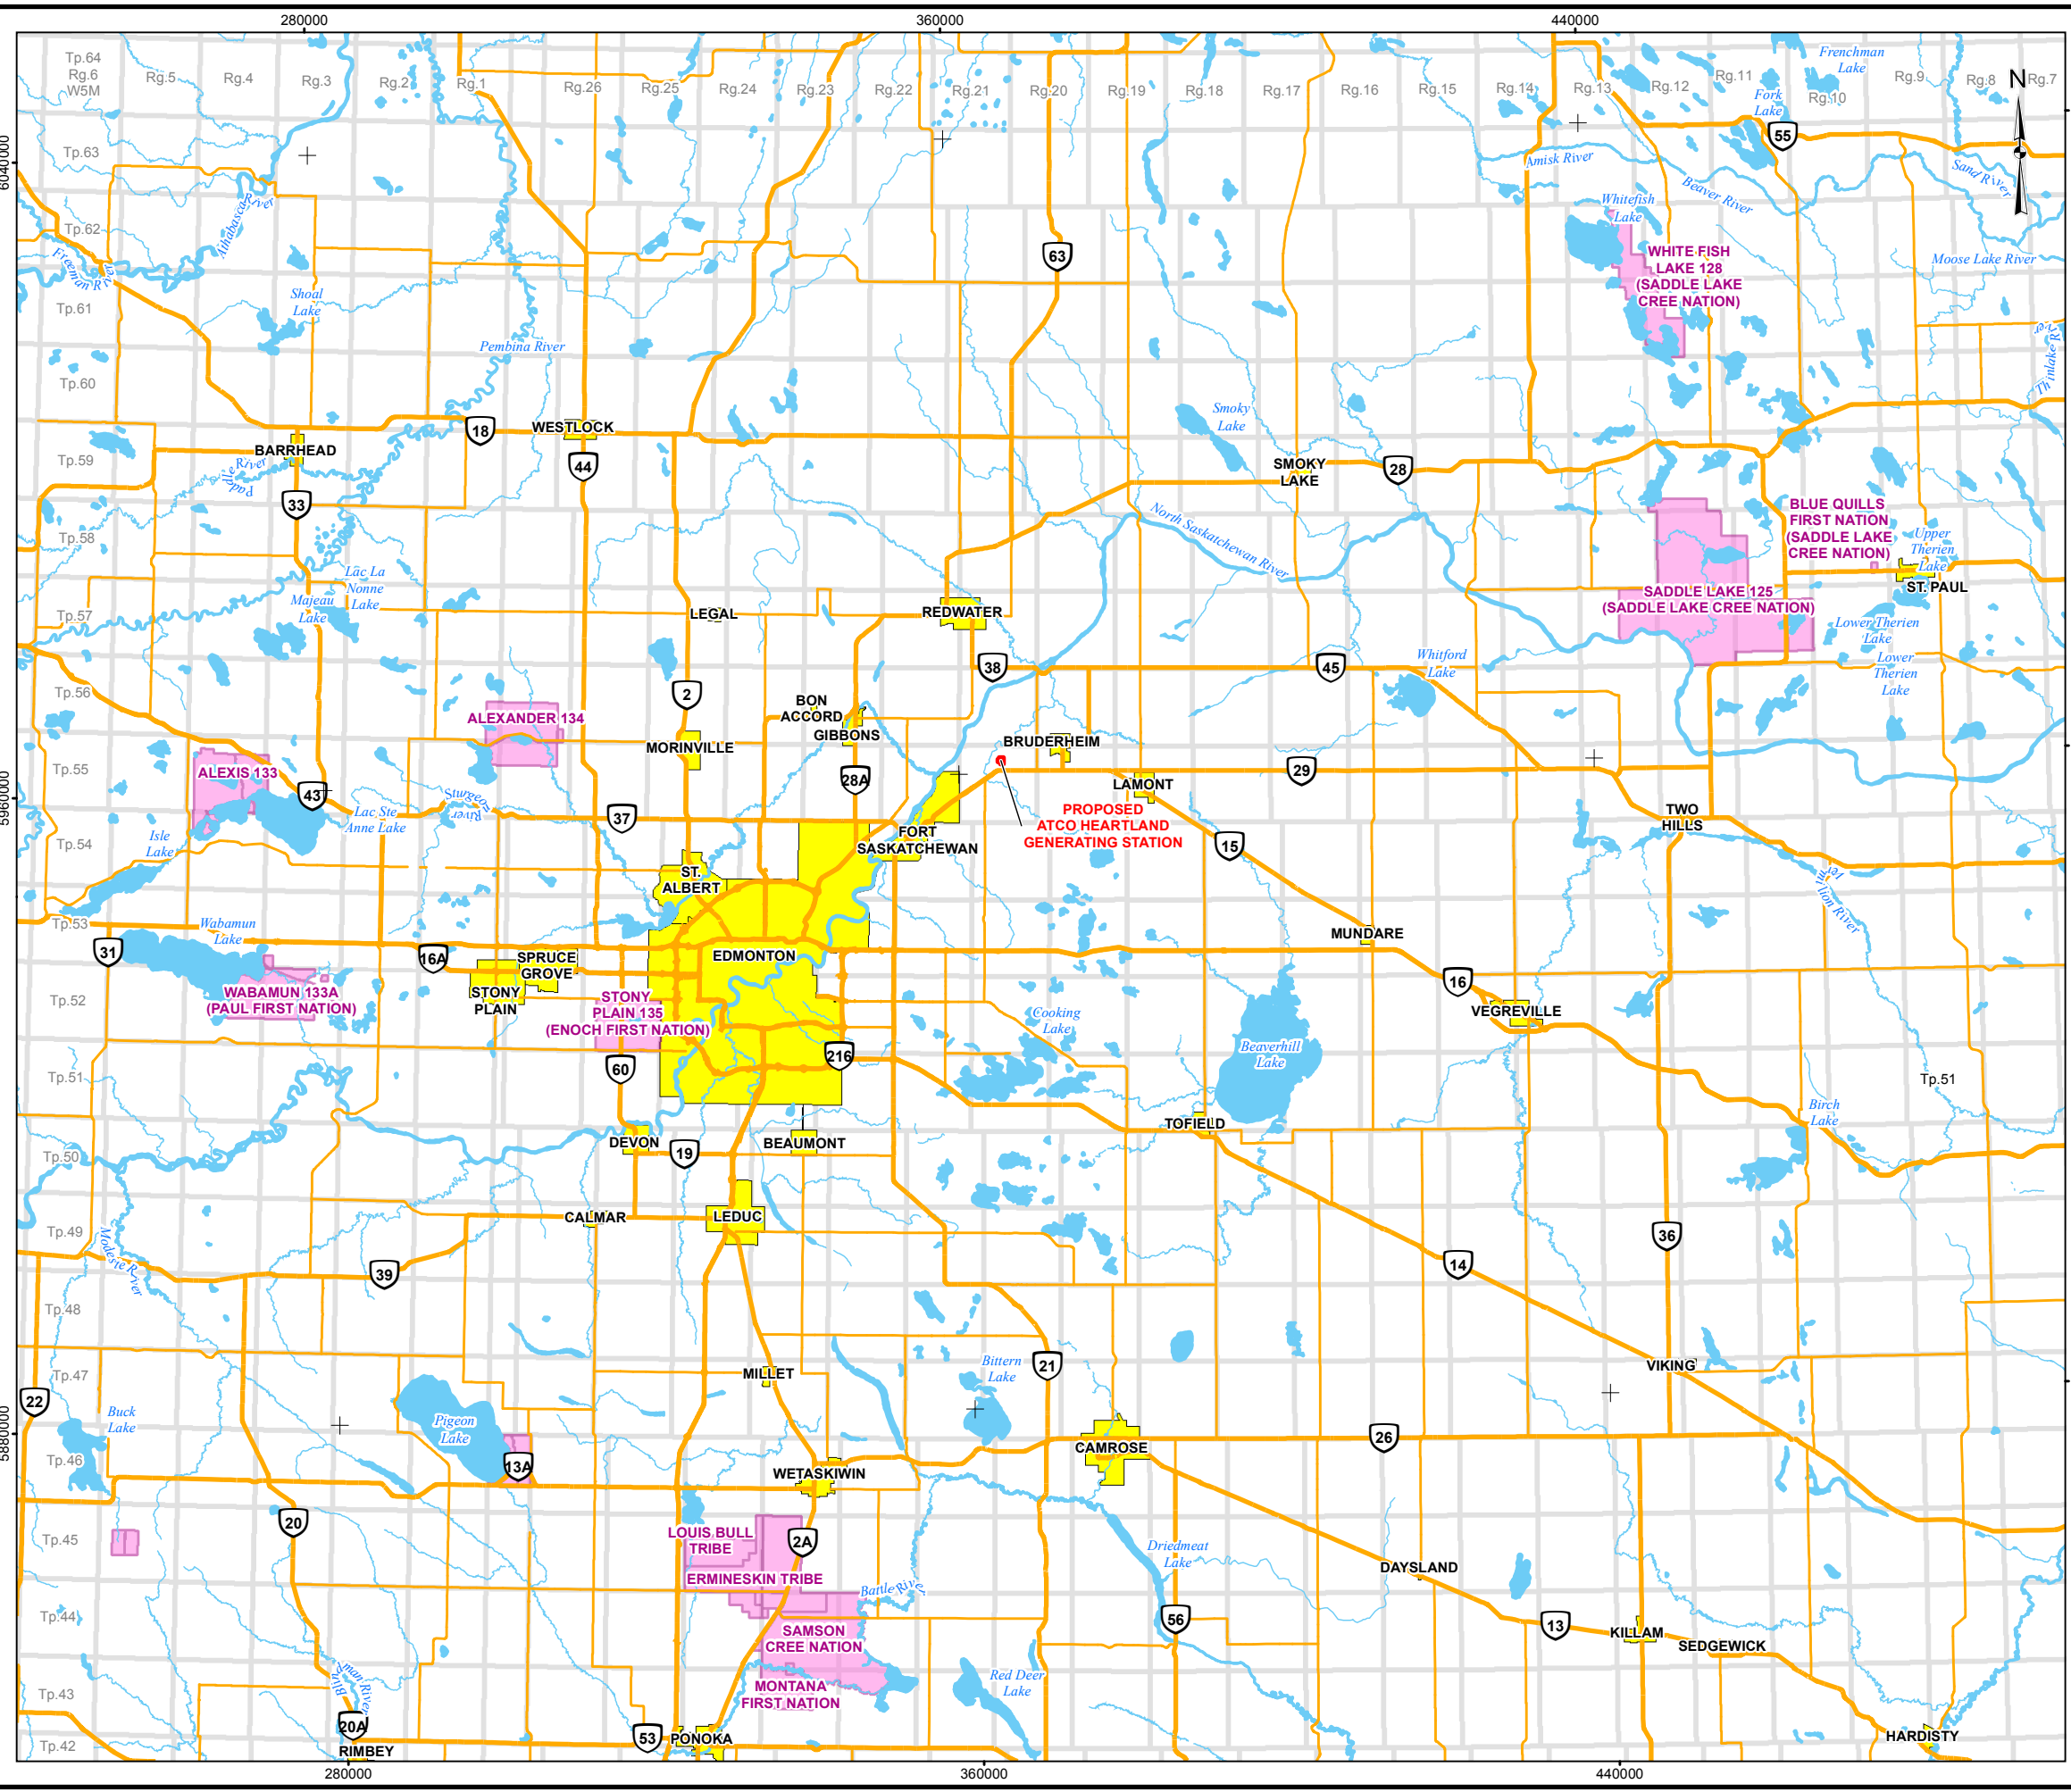 280000
360000
440000
Tp.64
Rg.6
W5M
Rg.5
Rg.4
Rg.3
Rg.2
Rg.1
Rg.26
Rg.25
Rg.24
Rg.23
Rg.22
Rg.21
Rg.20
Rg.19
Rg.18
Rg.17
Rg.16
Rg.15
Rg.14
Rg.13
Rg.12
Rg.11
Rg.10
Rg.9
Rg.8
Rg.7
Frenchman
Lake
Fork
Lake
N
55
Tp.63
6040000
Amisk River
Beaver River
Sand River
Athabasca River
Tp.62
Freeman River
Whitefish
Lake
WHITE FISH
LAKE 128
(SADDLE LAKE
CREE NATION)
Moose Lake River
63
Tp.61
Shoal
Lake
Pembina River
Thinlake River
Tp.60
Smoky
Lake
18
WESTLOCK
BARRHEAD
44
Tp.59
Paddle River
33
SMOKY
LAKE
28
BLUE QUILLS
FIRST NATION
(SADDLE LAKE
CREE NATION)
North Saskatchewan River
Tp.58
Upper
Therien
Lake
ST. PAUL
Lac La
Nonne
Lake
Majeau
Lake
Tp.57
LEGAL
REDWATER
SADDLE LAKE 125
(SADDLE LAKE CREE NATION)
Lower Therien
Lake
Lower
Therien
Lake
38
45
Whitford
Lake
Tp.56
2
BON
ACCORD
GIBBONS
ALEXANDER 134
MORINVILLE
BRUDERHEIM
Tp.55
ALEXIS 133
28A
29
LAMONT
43
5960000
Lac Ste
Anne Lake
Sturgeon
River
37
PROPOSED
ATCO HEARTLAND
GENERATING STATION
TWO
HILLS
Isle
Lake
Tp.54
FORT
SASKATCHEWAN
15
ST.
ALBERT
Vermilion River
Tp.53
Wabamun
Lake
31
16A
SPRUCE
GROVE
STONY
PLAIN
EDMONTON
MUNDARE
16
VEGREVILLE
Tp.52
WABAMUN 133A
(PAUL FIRST NATION)
STONY
PLAIN 135
(ENOCH FIRST NATION)
Cooking
Lake
Beaverhill
Lake
216
60
Tp.51
Tp.51
Birch
Lake
TOFIELD
DEVON
19
BEAUMONT
Tp.50
CALMAR
LEDUC
Tp.49
Modeste River
36
14
39
Tp.48
Tp.47
MILLET
Bittern
Lake
21
VIKING
22
Buck
Lake
Pigeon
Lake
5880000
CAMROSE
26
Tp.46
13A
WETASKIWIN
20
Tp.45
LOUIS BULL
TRIBE
2A
Driedmeat
Lake
DAYSLAND
ERMINESKIN TRIBE
Battle River
Tp.44
56
13
KILLAM
SEDGEWICK
SAMSON
CREE NATION
Tp.43
Blindman River
MONTANA
FIRST NATION
Red Deer
Lake
20A
RIMBEY
53
PONOKA
HARDISTY
Tp.42
280000
360000
440000